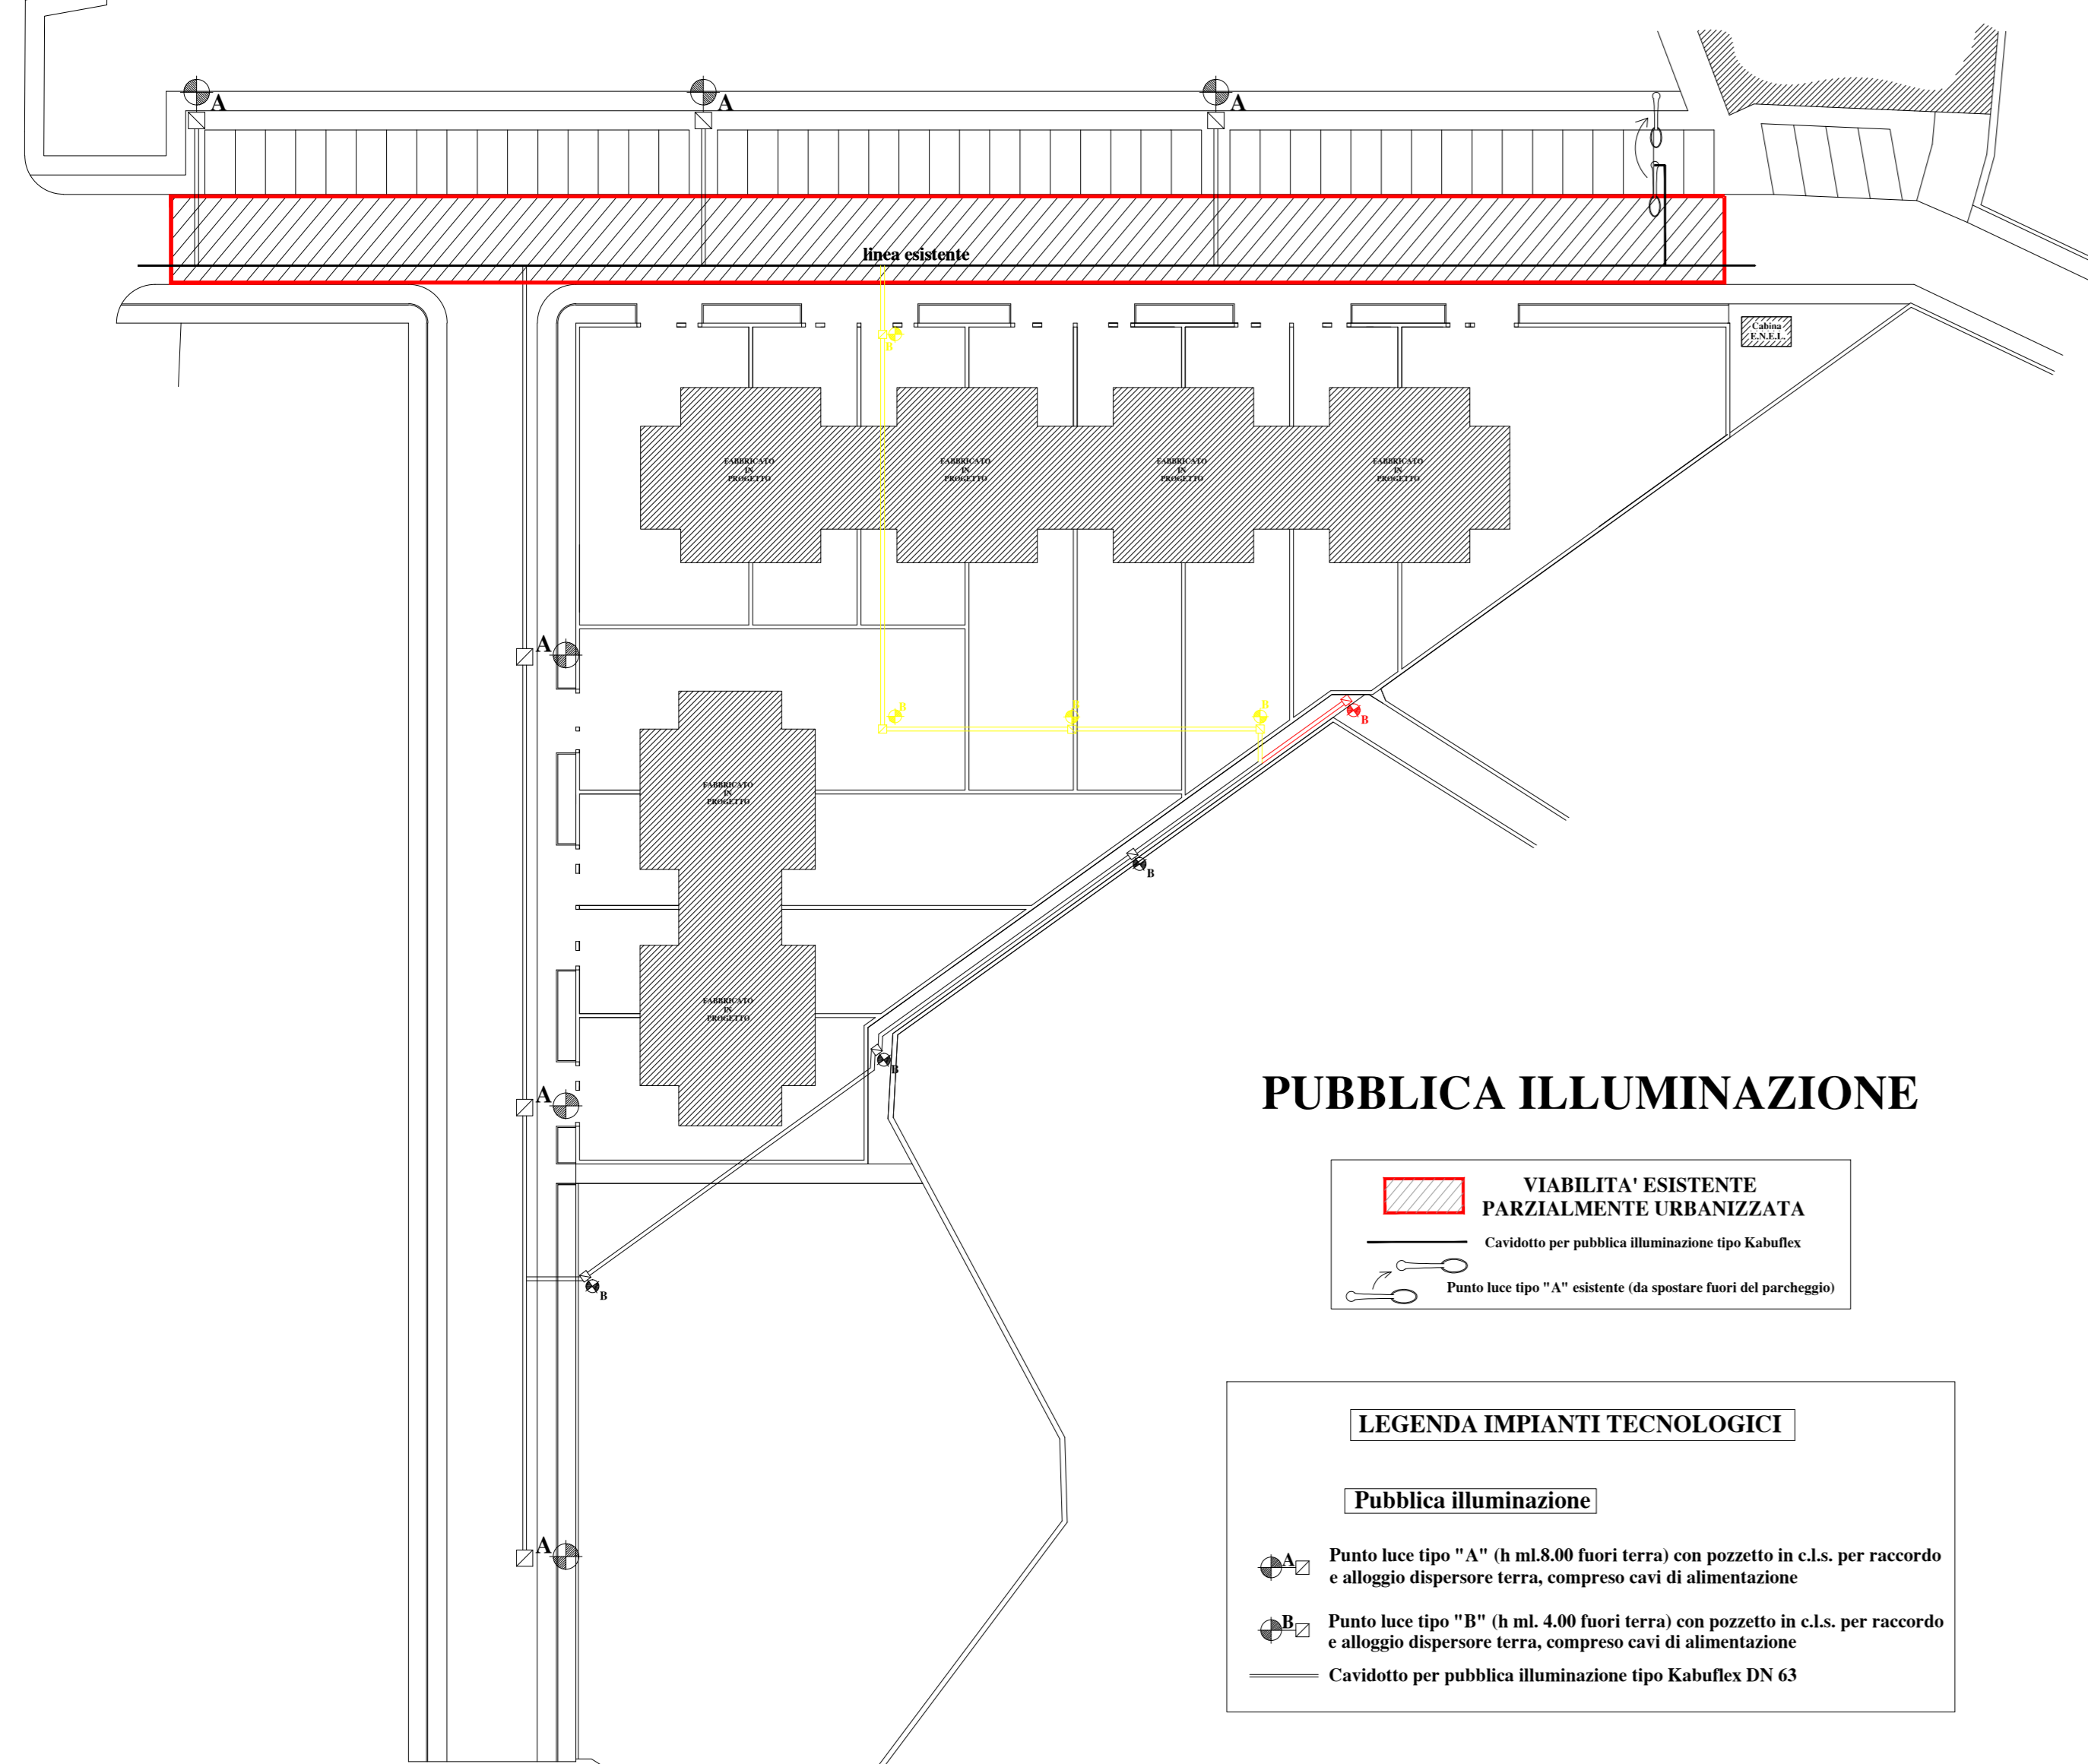 A
A
A
linea esistente
B
Cabina
E.N.E.L.
FABBRICATO
IN
PROGETTO
FABBRICATO
IN
PROGETTO
FABBRICATO
IN
PROGETTO
FABBRICATO
IN
PROGETTO
A
B
B
B
B
FABBRICATO
IN
PROGETTO
B
FABBRICATO
IN
PROGETTO
B
A
B
A
PUBBLICA ILLUMINAZIONE
VIABILITA' ESISTENTE
PARZIALMENTE URBANIZZATA
Cavidotto per pubblica illuminazione tipo Kabuflex
Punto luce tipo "A" esistente (da spostare fuori del parcheggio)
LEGENDA IMPIANTI TECNOLOGICI
Pubblica illuminazione
A
Punto luce tipo "A" (h ml.8.00 fuori terra) con pozzetto in c.l.s. per raccordo
e alloggio dispersore terra, compreso cavi di alimentazione
B
Punto luce tipo "B" (h ml. 4.00 fuori terra) con pozzetto in c.l.s. per raccordo
e alloggio dispersore terra, compreso cavi di alimentazione
Cavidotto per pubblica illuminazione tipo Kabuflex DN 63